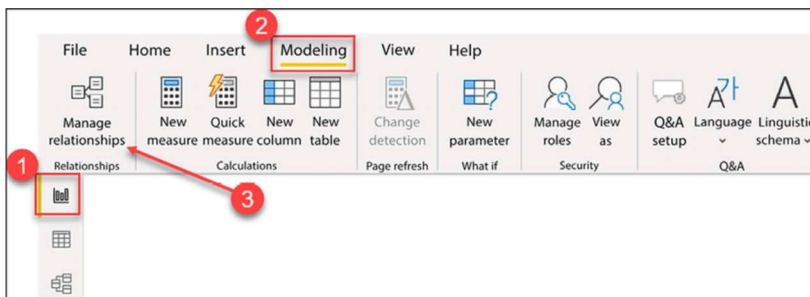 2
File Home Insert Modeling View Help
Manage relationships
New measure
Quick measure
New column
New table
Change detection
New parameter
Manage roles
View as
Q&A setup
Language
Linguisti
schema
Relationships Calculations Page refresh What if Security Q&A
1
3